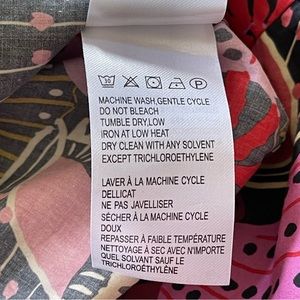 30 P
MACHINE WASH,GENTLE CYCLE
DO NOT BLEACH
TUMBLE DRY,LOW
IRON AT LOW HEAT
DRY CLEAN WITH ANY SOLVENT
EXCEPT TRICHLOROETHYLENE
LAVER À LA MACHINE CYCLE
DELLICAT
NE PAS JAVELLISER
SÉCHER À LA MACHINE CYCLE
DOUX
REPASSER À FAIBLE TEMPÉRATURE
NETTOYAGE À SEC AVEC N'IMPORTE
QUEL SOLVANT SAUF LE
TRICHLOROÉTHYLÉNE